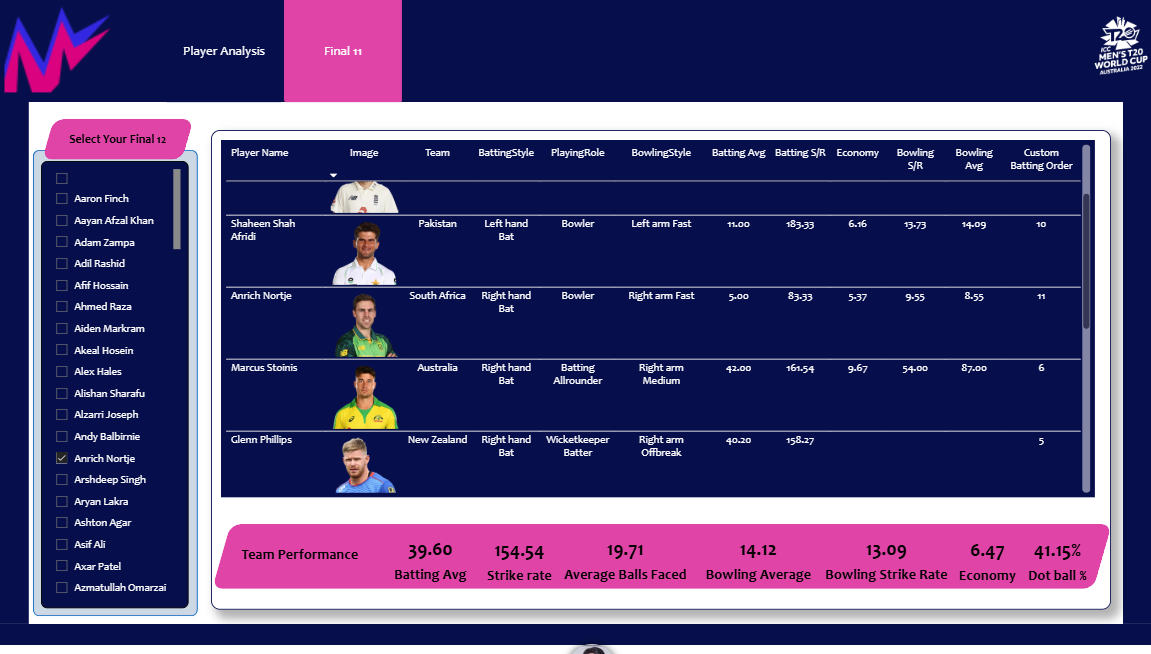 Player Analysis
Final 11
ICC
MEN'S T20
WORLD CUP
AUSTRALIA 2022
Select Your Final 12
Aaron Finch
Aayan Afzal Khan
Adam Zampa
Adil Rashid
Afif Hossain
Ahmed Raza
Aiden Markram
Akeal Hosein
Alex Hales
Alishan Sharafu
Alzarri Joseph
Andy Balbirnie
Anrich Nortje
Arshdeep Singh
Aryan Lakra
Ashton Agar
Asif Ali
Axar Patel
Azmatullah Omarzai
Player Name Image Team BattingStyle PlayingRole BowlingStyle Batting Avg Batting S/R Economy Bowling Bowling Custom
S/R Avg Batting Order
Shaheen Shah Pakistan Left hand Bowler Left arm Fast 11.00 183.33 6.16 13.73 14.09 10
Afridi Bat
Anrich Nortje South Africa Right hand Bowler Right arm Fast 5.00 83.33 5.37 9.55 8.55 11
Bat
Marcus Stoinis Australia Right hand Batting Right arm 42.00 161.54 9.67 54.00 87.00 6
Bat Allrounder Medium
Glenn Phillips New Zealand Right hand Wicketkeeper Right arm 40.20 158.27 5
Bat Batter Offbreak
Team Performance
39.60 154.54 19.71 14.12 13.09 6.47 41.15%
Batting Avg Strike rate Average Balls Faced Bowling Average Bowling Strike Rate Economy Dot ball %